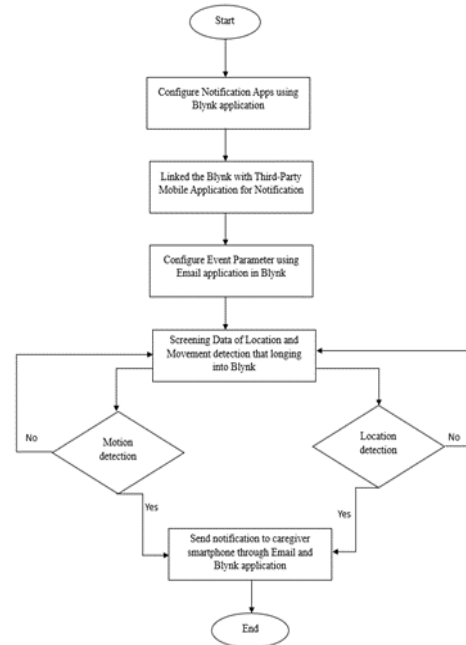 Start
Configure Notification Apps using
Blynk application
Linked the Blynk with Third-Party
Mobile Application for Notification
Configure Event Parameter using
Email application in Blynk
Screening Data of Location and
Movement detection that longing
into Blynk
No
Motion
detection
Location
detection
No
Yes
Yes
Send notification to caregiver
smartphone through Email and
Blynk application
End